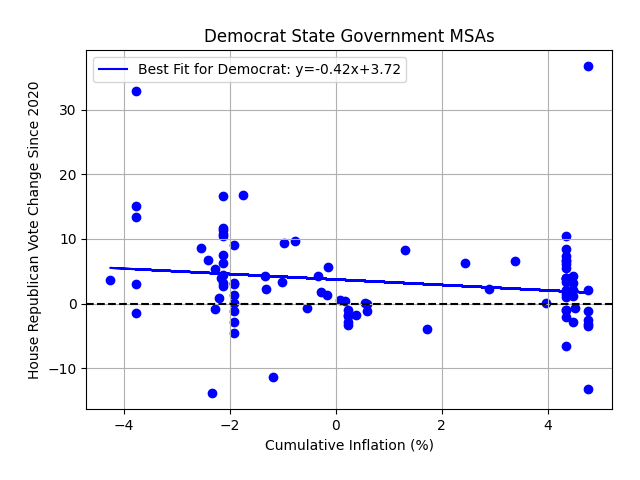 Democrat State Government MSAs
Best Fit for Democrat: y=-0.42x+3.72
House Republican Vote Change Since 2020
30
20
10
0
−10
−4
−2
0
2
4
Cumulative Inflation (%)